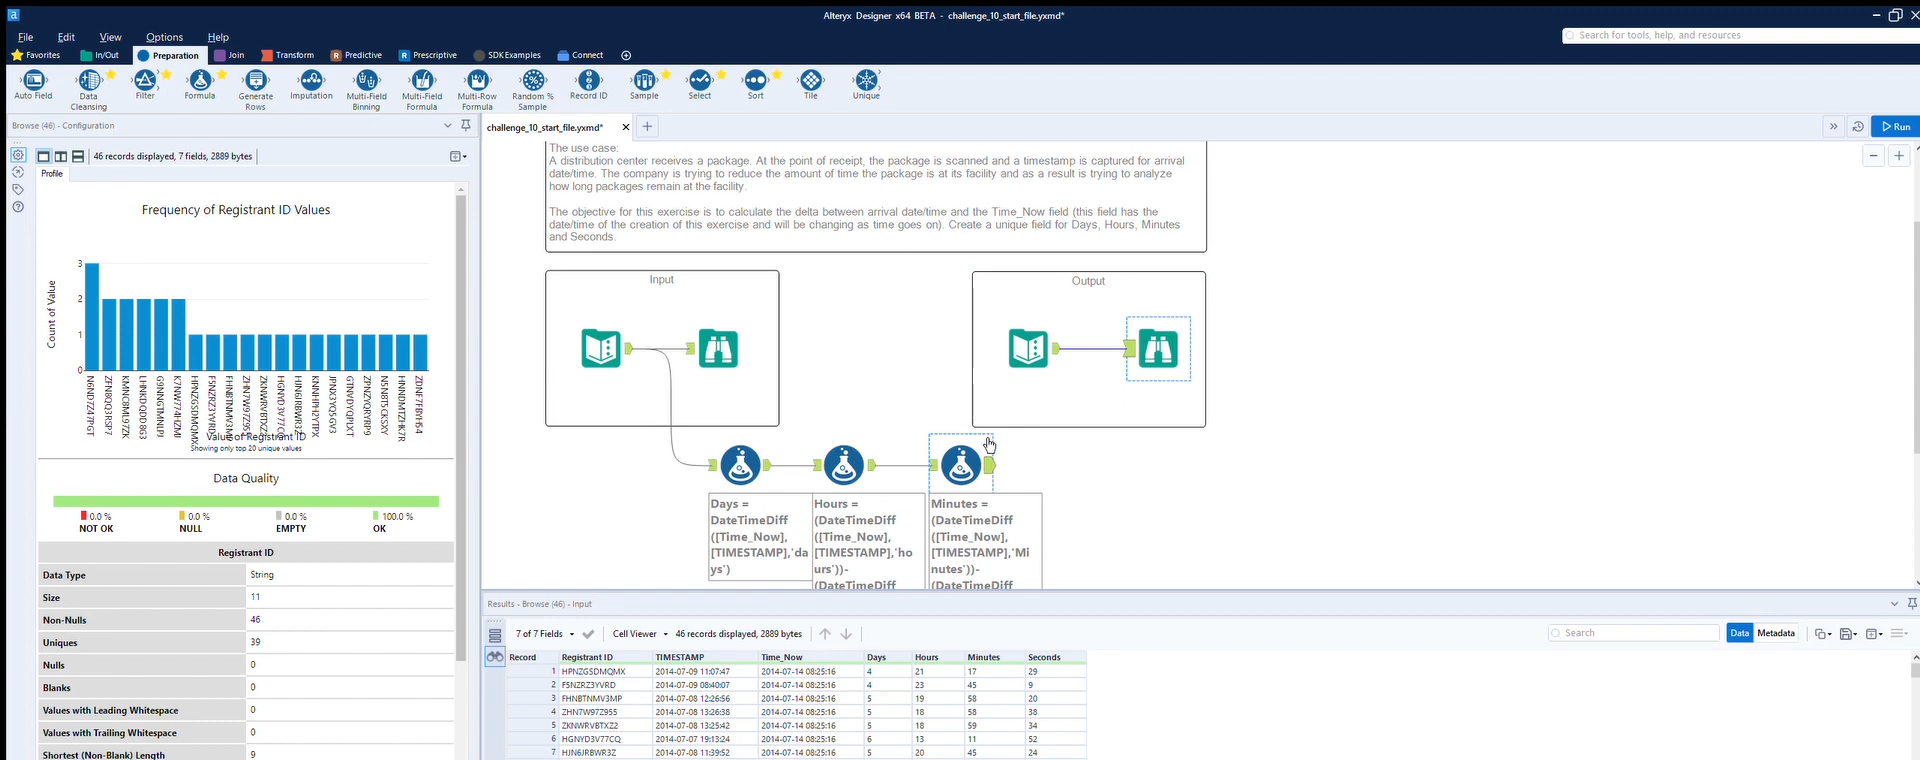 Alteryx Designer x64 BETA - challenge_10_start_file.yxmd*
File Edit View Options Help
Search for tools, help, and resources
Favorites In/Out Preparation Join Transform Predictive Prescriptive SDKExamples Connect
Auto Field Data Cleansing Filter Formula Generate Rows Imputation Multi-Field Binning Multi-Field Formula Multi-Row Formula Random % Sample Record ID Sample Select Sort Tile Unique
Browse (46) - Configuration
46 records displayed, 7 fields, 2889 bytes
Profile
Frequency of Registrant ID Values
Count of Value
3
2
1
0
Value of Registrant ID
Showing only top 20 unique values
Data Quality
0.0 % 0.0 % 0.0 % 100.0 %
NOT OK NULL EMPTY OK
Registrant ID
Data Type String
Size 11
Non-Nulls 46
Uniques 39
Nulls 0
Blanks 0
Values with Leading Whitespace 0
Values with Trailing Whitespace 0
Shortest (Non-Blank) Length 9
challenge_10_start_file.yxmd*
Run
The use case:
A distribution center receives a package. At the point of receipt, the package is scanned and a timestamp is captured for arrival
date/time. The company is trying to reduce the amount of time the package is at its facility and as a result is trying to analyze
how long packages remain at the facility.
The objective for this exercise is to calculate the delta between arrival date/time and the Time_Now field (this field has the
date/time of the creation of this exercise and will be changing as time goes on). Create a unique field for Days, Hours, Minutes
and Seconds.
Input
Output
Days =
DateTimeDiff
([Time_Now],
[TIMESTAMP],'da
ys')
Hours =
(DateTimeDiff
([Time_Now],
[TIMESTAMP],'ho
urs'))-
(DateTimeDiff
Minutes =
(DateTimeDiff
([Time_Now],
[TIMESTAMP],'Mi
nutes'))-
(DateTimeDiff
Results - Browse (46) - Input
7 of 7 Fields Cell Viewer 46 records displayed, 2889 bytes Search Data Metadata
Record Registrant ID TIMESTAMP Time_Now Days Hours Minutes Seconds
1 HPNZGSDMQMX 2014-07-09 11:07:47 2014-07-14 08:25:16 4 21 17 29
2 F5NZRZ3YVRD 2014-07-09 08:40:07 2014-07-14 08:25:16 4 23 45 9
3 FHNBTNMV3MP 2014-07-08 12:26:56 2014-07-14 08:25:16 5 19 58 20
4 ZHN7W97Z955 2014-07-08 13:26:38 2014-07-14 08:25:16 5 18 58 38
5 ZKNWRVBTXZ2 2014-07-08 13:25:42 2014-07-14 08:25:16 5 18 59 34
6 HGNYD3V77CQ 2014-07-07 19:13:24 2014-07-14 08:25:16 6 13 11 52
7 HJN6JRBWR3Z 2014-07-08 11:39:52 2014-07-14 08:25:16 5 20 45 24